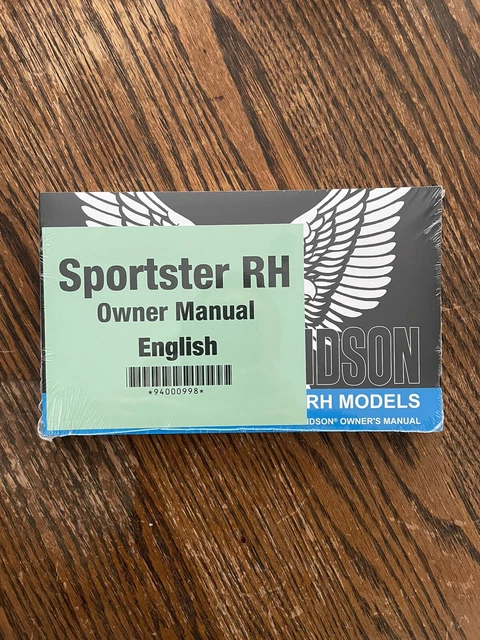 Sportster RH
Owner Manual
English
*94000998*
IDSON
RH MODELS
IDSON® OWNER'S MANUAL